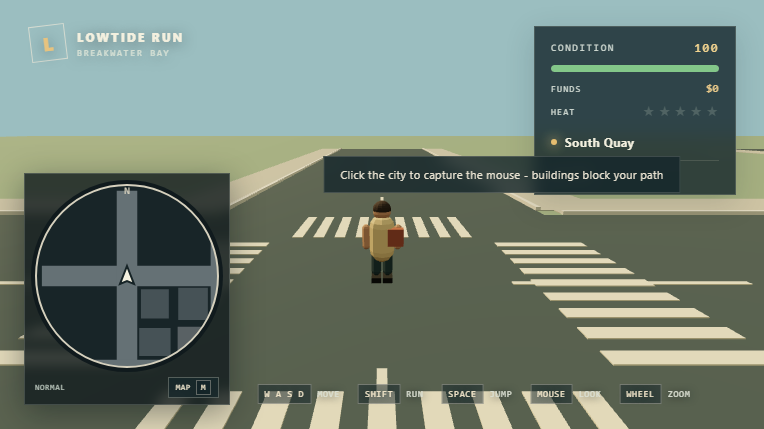 L
LOWTIDE RUN
BREAKWATER BAY
CONDITION 100
FUNDS $0
HEAT
South Quay
Click the city to capture the mouse - buildings block your path
N
NORMAL MAP M
W A S D MOVE SHIFT RUN SPACE JUMP MOUSE LOOK WHEEL ZOOM